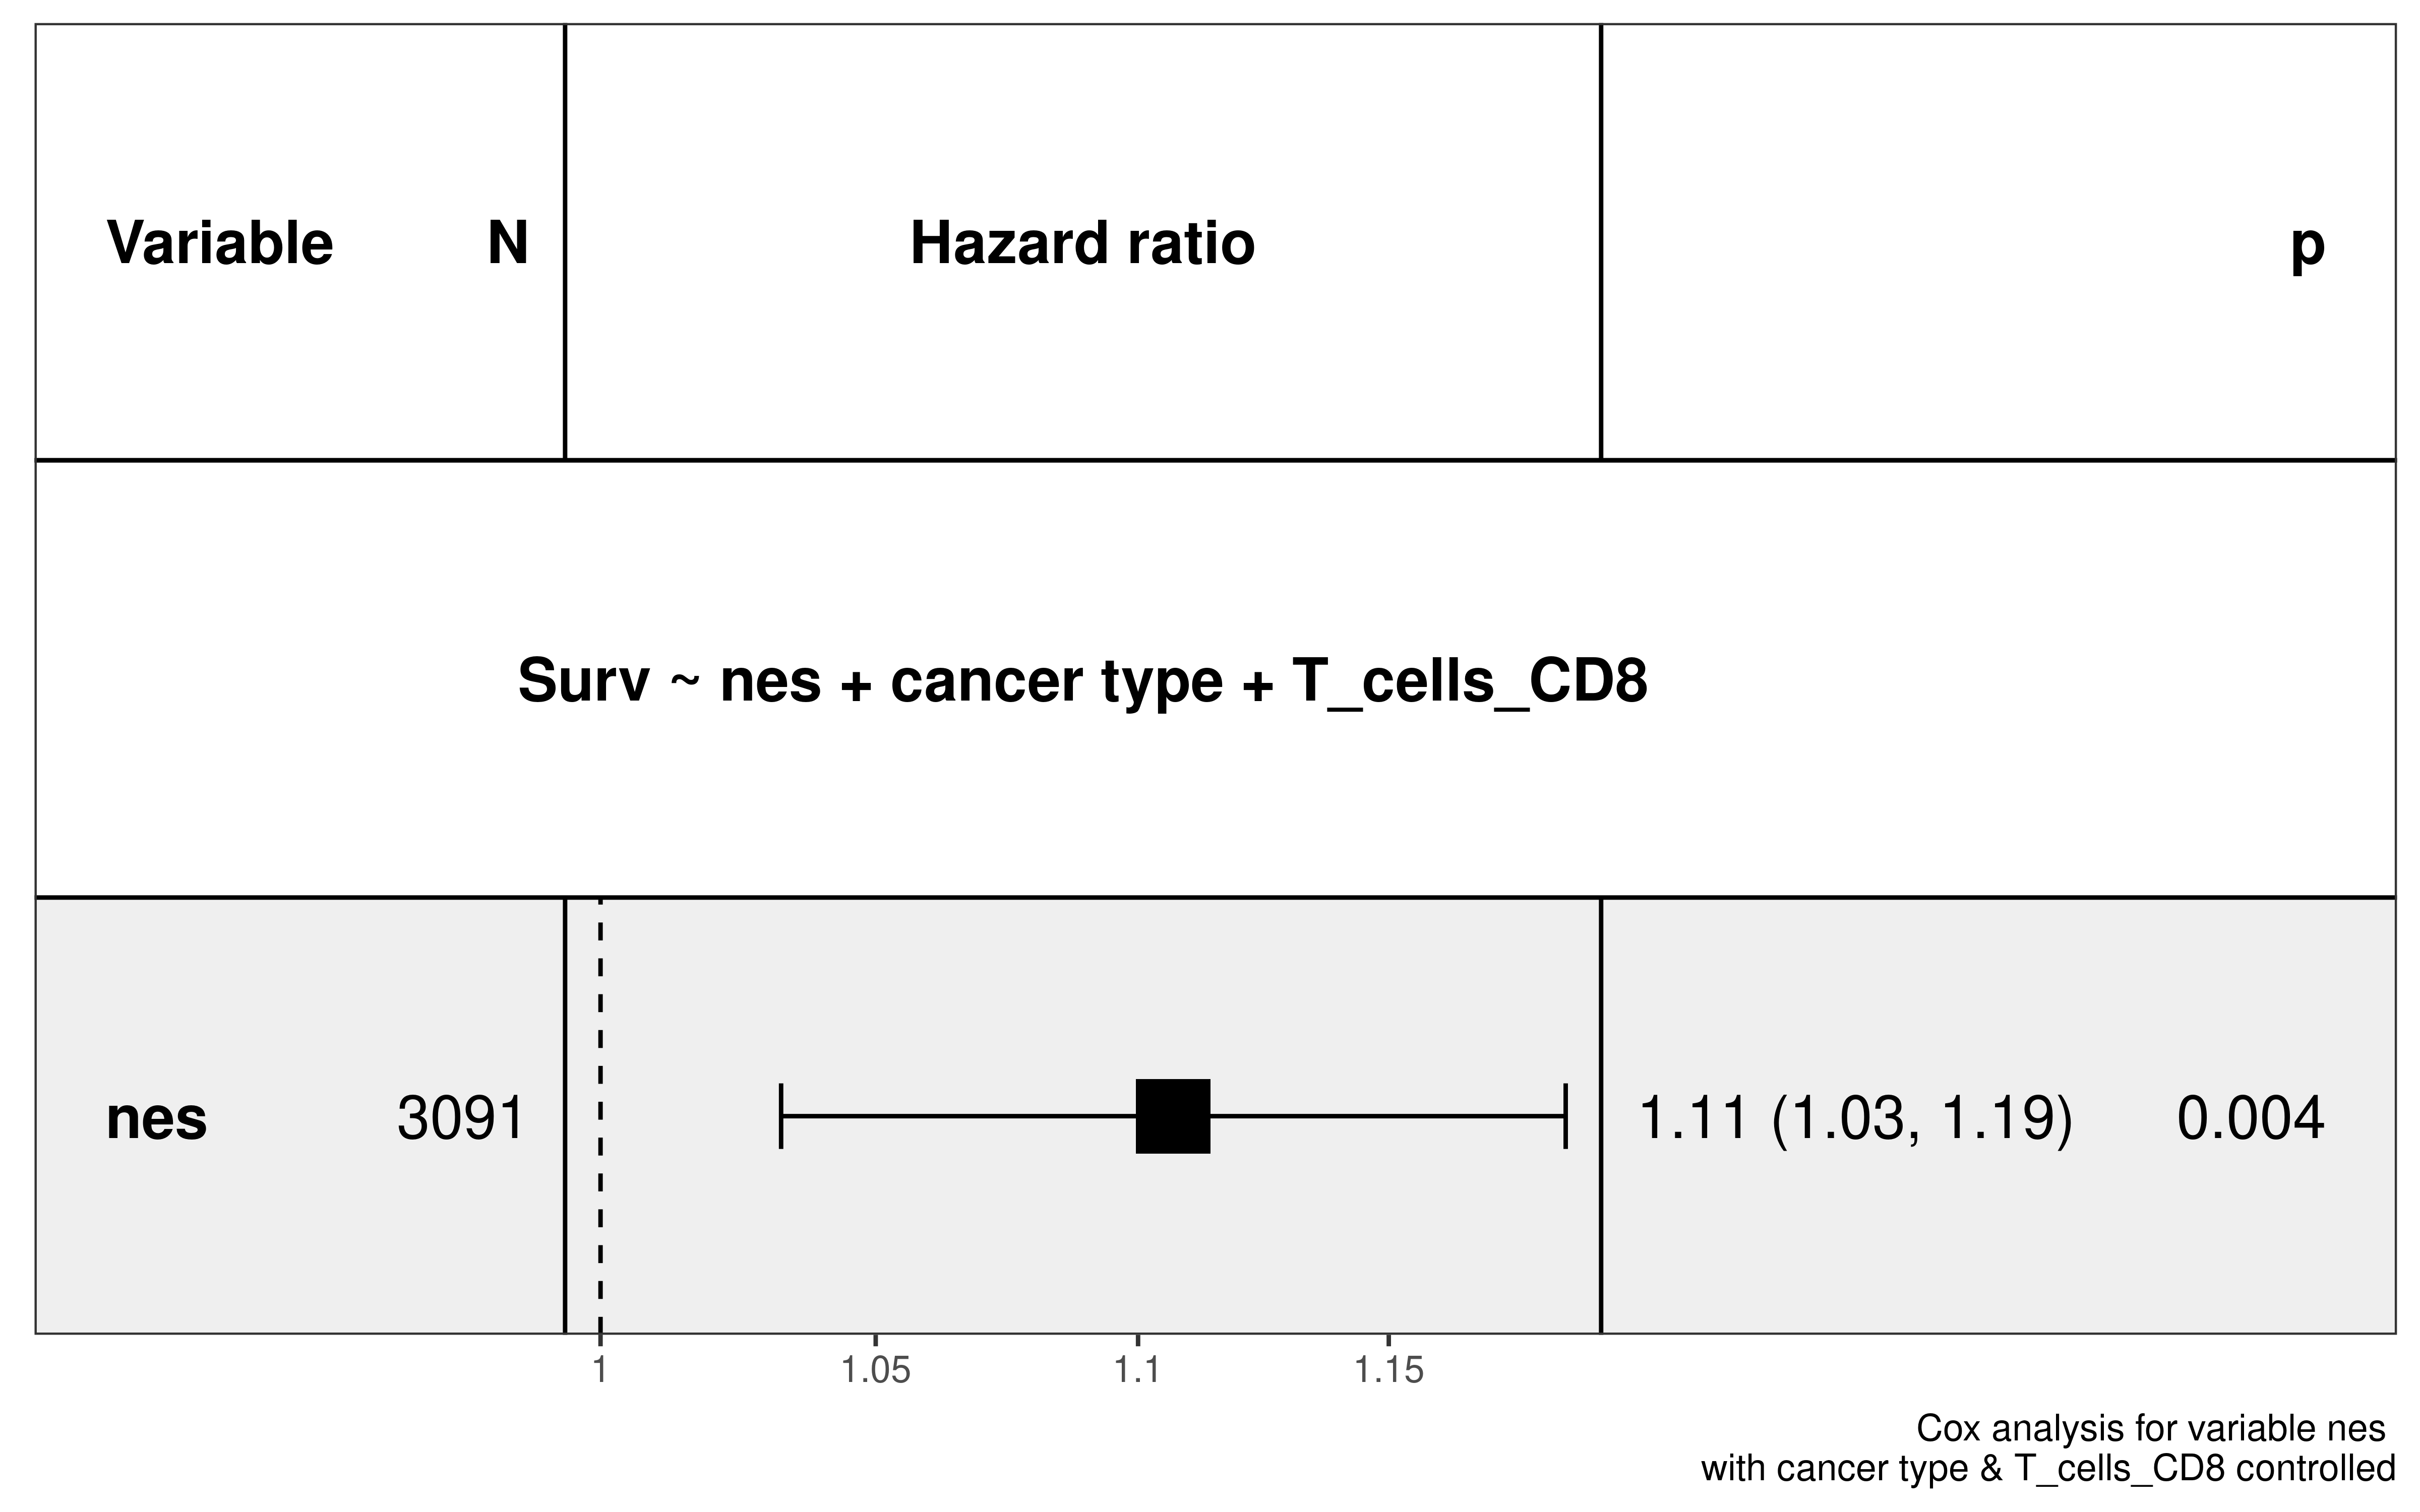 Variable N Hazard ratio p
Surv ~ nes + cancer type + T_cells_CD8
nes 3091 1.11 (1.03, 1.19) 0.004
1 1.05 1.1 1.15
Cox analysis for variable nes
with cancer type & T_cells_CD8 controlled